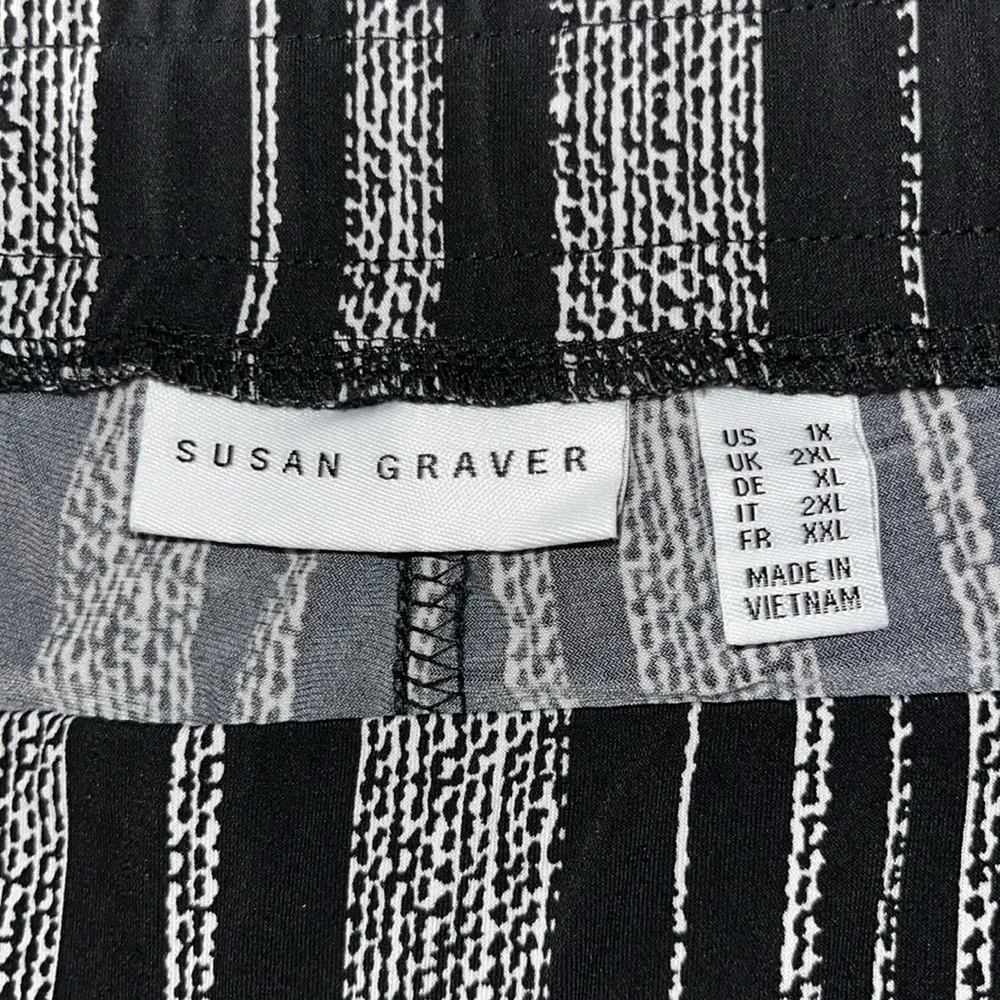 SUSAN GRAVER
US 1X
UK 2XL
DE XL
IT 2XL
FR XXL
MADE IN
VIETNAM